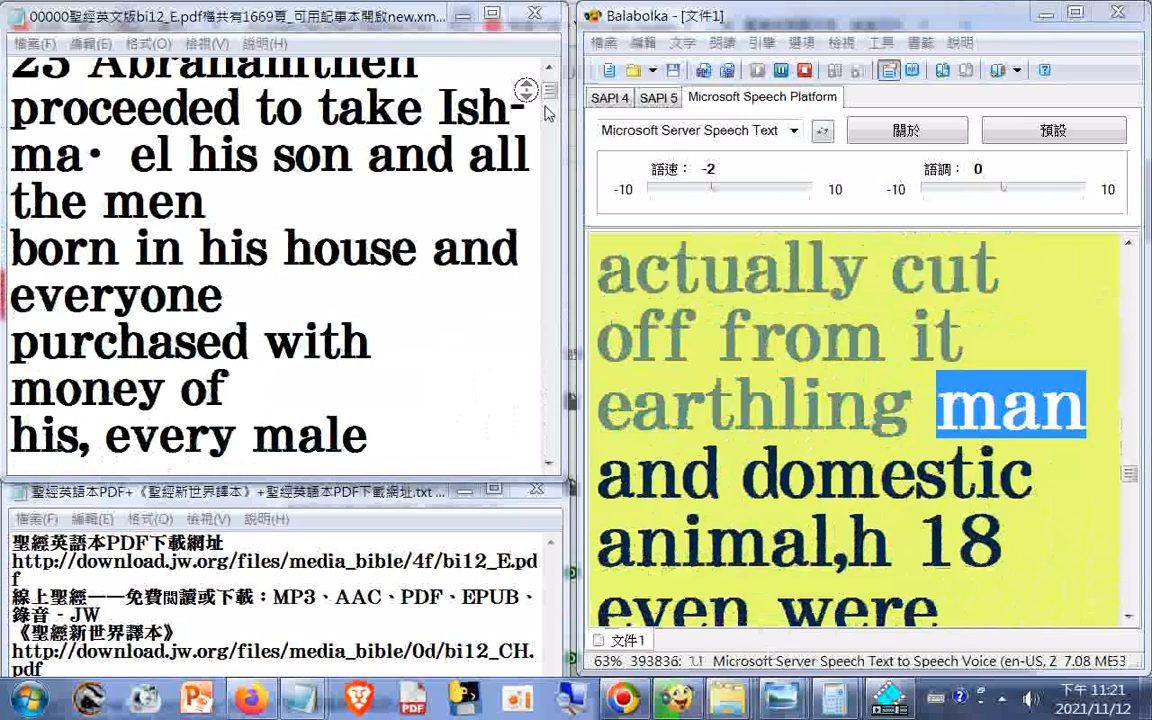 00000聖經英文版bi12_E.pdf檔共有1669頁_可用記事本開啟new.xm...
檔案(F) 編輯(E) 格式(O) 檢視(V) 說明(H)
23 Abrahamthen
proceeded to take Ish-
ma· el his son and all
the men
born in his house and
everyone
purchased with
money of
his, every male
聖經英語本PDF+《聖經新世界譯本》+聖經英語本PDF下載網址.txt ...
檔案(F) 編輯(E) 格式(O) 檢視(V) 說明(H)
聖經英語本PDF下載網址
http://download.jw.org/files/media_bible/4f/bi12_E.pd
f
線上聖經——免費閱讀或下載：MP3、AAC、PDF、EPUB、
錄音 - JW
《聖經新世界譯本》
http://download.jw.org/files/media_bible/0d/bi12_CH.
pdf
Balabolka - [文件1]
檔案 編輯 文字 朗讀 引擎 選項 檢視 工具 書籤 說明
SAPI 4 SAPI 5 Microsoft Speech Platform
Microsoft Server Speech Text 關於 預設
語速： -2 語調： 0
-10 10 -10 10
actually cut
off from it
earthling man
and domestic
animal,h 18
even were
文件1
63% 393836: 1.1 Microsoft Server Speech Text to Speech Voice (en-US, Z 7.08 ME53
下午 11:21
2021/11/12